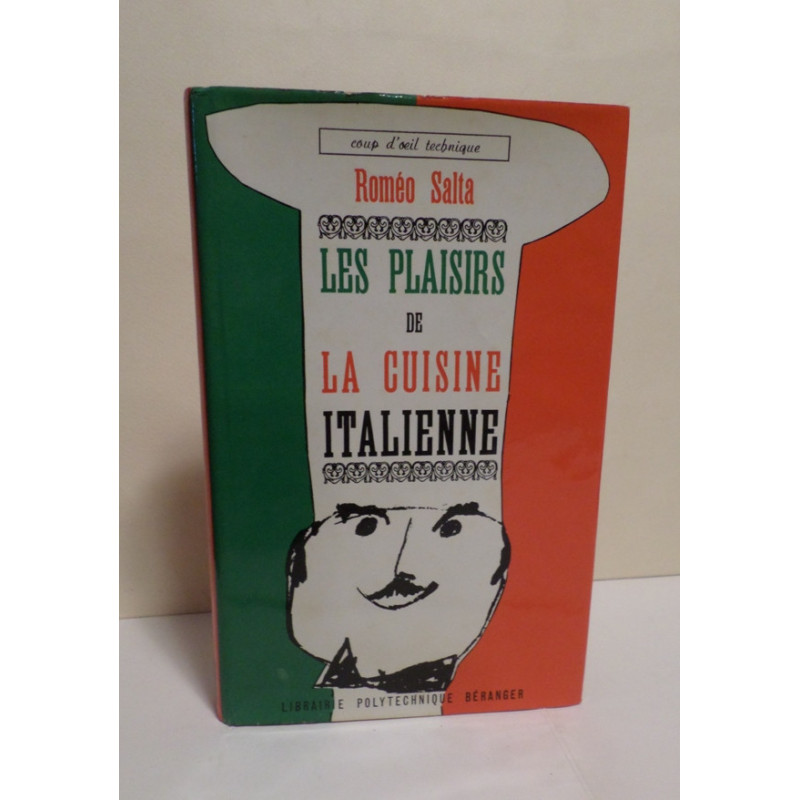 coup d'oeil technique
Roméo Salta
LES PLAISIRS
DE
LA CUISINE
ITALIENNE
LIBRAIRIE POLYTECHNIQUE BÉRANGER